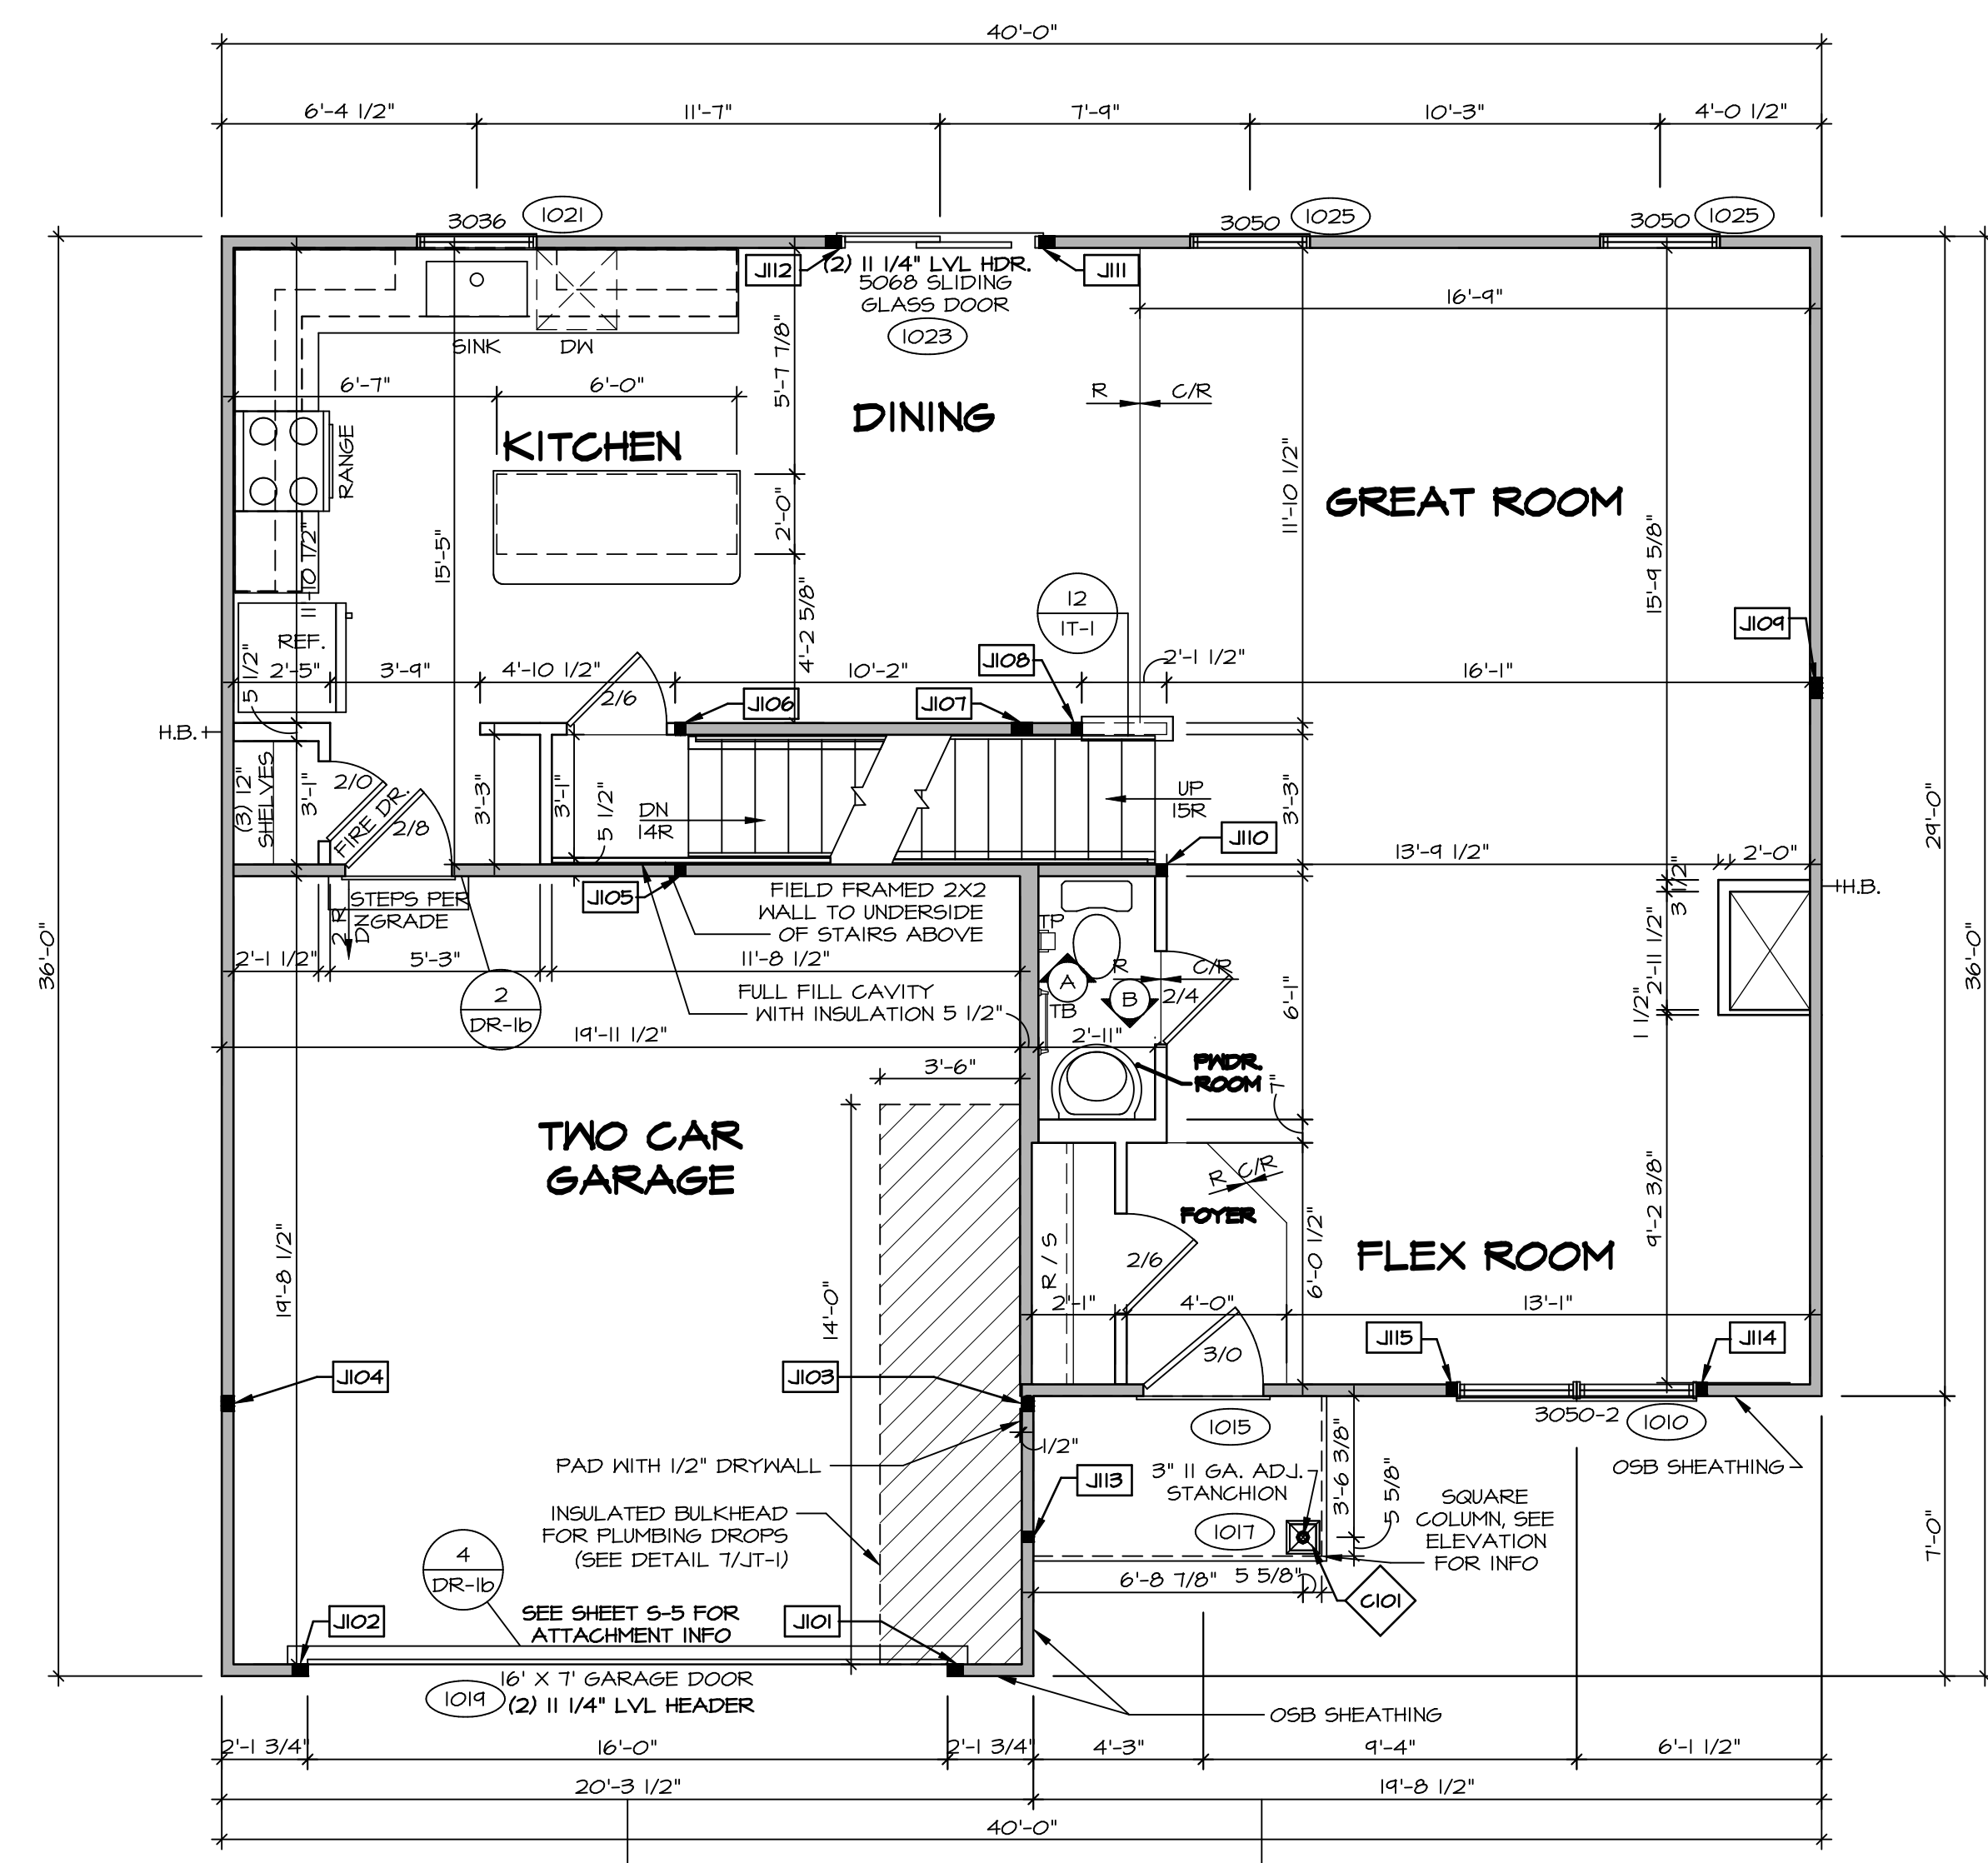 40'-0"
6'-4 1/2"
11'-7"
7'-9"
10'-3"
4'-0 1/2"
3036
1021
3050
1025
3050
1025
J112
(2) 11 1/4" LVL HDR.
5068 SLIDING
GLASS DOOR
1023
J111
16'-9"
SINK
DW
6'-7"
6'-0"
5'-7 7/8"
R
C/R
DINING
KITCHEN
RANGE
GREAT ROOM
2'-0"
11'-10 1/2"
15'-5"
11'-10 1/2"
15'-9 5/8"
4'-2 5/8"
12
1T-1
J109
REF.
5 1/2"
2'-5"
3'-9"
4'-10 1/2"
2/6
10'-2"
J108
2'-1 1/2"
16'-1"
J106
J107
H.B.
(3) 12"
SHELVES
3'-1"
2/0
FIRE DR.
2/8
3'-3"
3'-1"
5 1/2"
DN
14R
UP
15R
3'-3"
J110
13'-9 1/2"
2'-0"
29'-0"
H.B.
3 1/2"
J105
FIELD FRAMED 2X2
WALL TO UNDERSIDE
OF STAIRS ABOVE
STEPS PER
GRADE
2 R
DN
36'-0"
36'-0"
2'-1 1/2"
5'-3"
11'-8 1/2"
TP
A
R
C/R
B
2/4
TB
6'-1"
2'-11 1/2"
1 1/2"
2
DR-1b
FULL FILL CAVITY
WITH INSULATION
5 1/2"
19'-11 1/2"
2'-11"
3'-6"
PWDR.
ROOM
7"
TWO CAR
GARAGE
R
C/R
FOYER
9'-2 3/8"
6'-0 1/2"
R / S
2/6
FLEX ROOM
19'-8 1/2"
14'-0"
2'-1"
4'-0"
13'-1"
3/0
J115
J114
J104
J103
1015
3050-2
1010
1/2"
PAD WITH 1/2" DRYWALL
J113
3" 11 GA. ADJ.
STANCHION
3'-6 3/8"
5 5/8"
OSB SHEATHING
SQUARE
COLUMN, SEE
ELEVATION
FOR INFO
INSULATED BULKHEAD
FOR PLUMBING DROPS
(SEE DETAIL 7/JT-1)
1017
7'-0"
4
DR-1b
6'-8 7/8"
5 5/8"
C101
SEE SHEET S-5 FOR
ATTACHMENT INFO
J102
J101
16' X 7' GARAGE DOOR
1019
(2) 11 1/4" LVL HEADER
OSB SHEATHING
2'-1 3/4"
16'-0"
2'-1 3/4"
4'-3"
9'-4"
6'-1 1/2"
20'-3 1/2"
19'-8 1/2"
40'-0"